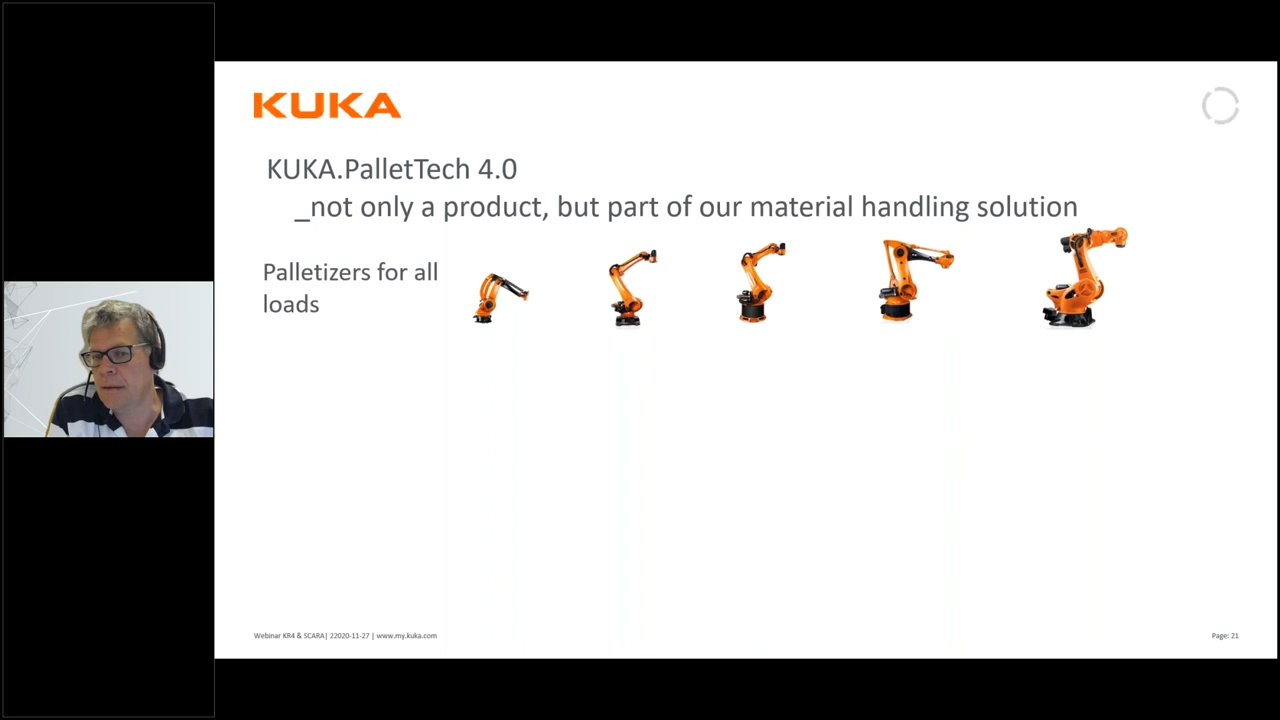 KUKA
KUKA.PalletTech 4.0
_not only a product, but part of our material handling solution
Palletizers for all
loads
Webinar KR4 & SCARA| 22020-11-27 | www.my.kuka.com
Page: 21